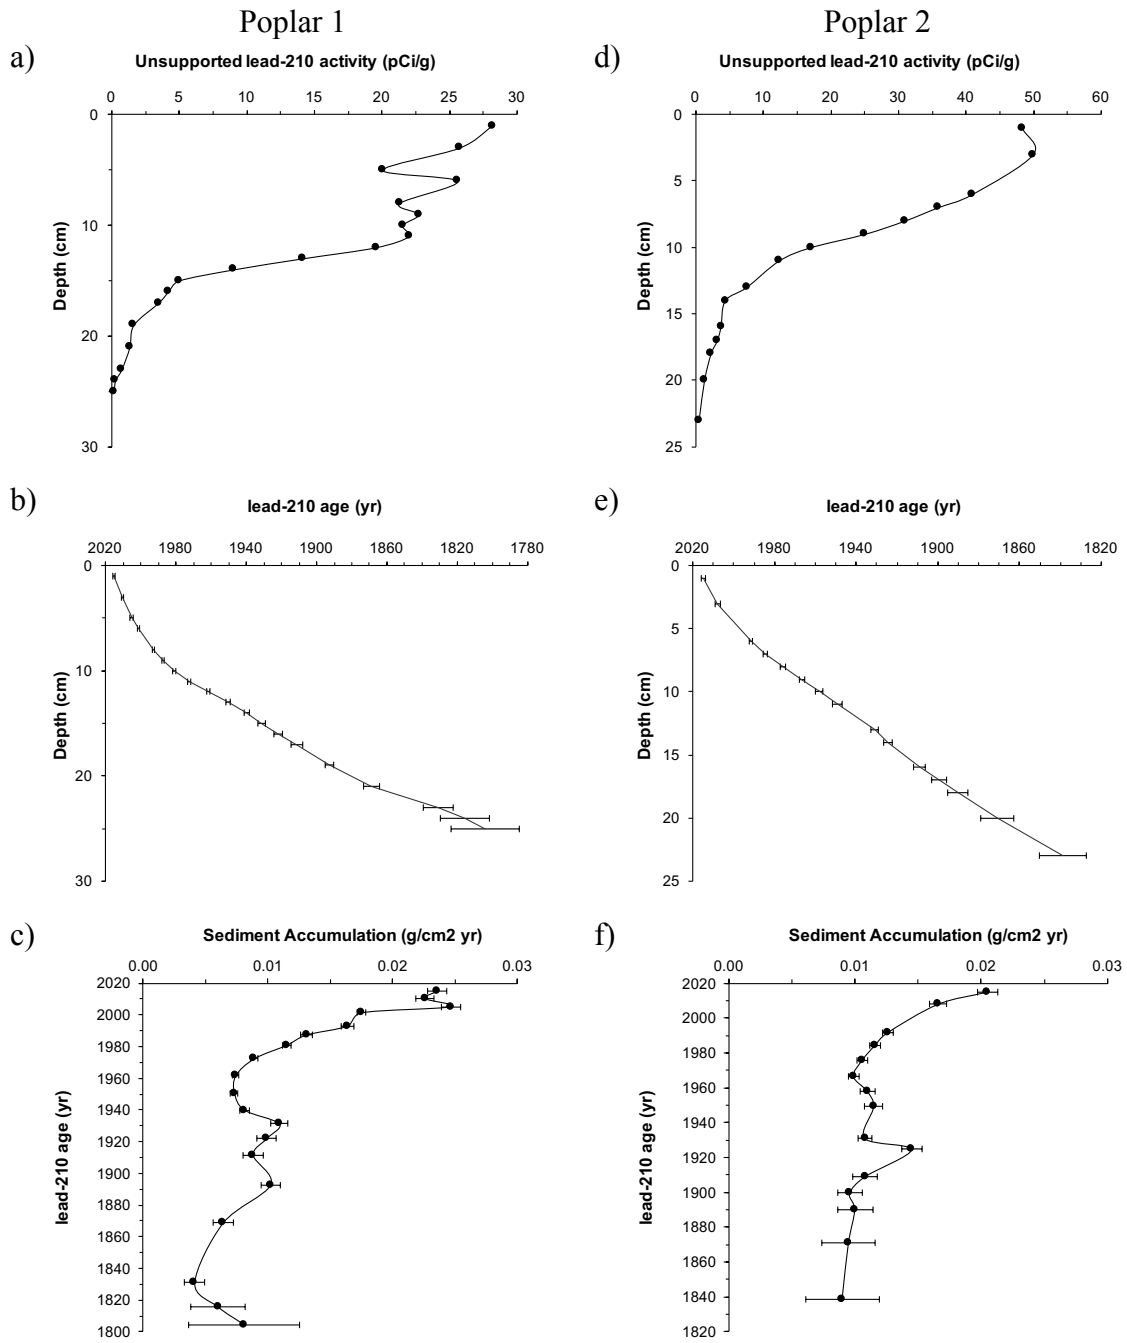 Poplar 1
Poplar 2
a)
Unsupported lead-210 activity (pCi/g)
0 5 10 15 20 25 30
0
10
20
30
Depth (cm)
d)
Unsupported lead-210 activity (pCi/g)
0 10 20 30 40 50 60
0
5
10
15
20
25
Depth (cm)
b)
lead-210 age (yr)
2020 1980 1940 1900 1860 1820 1780
0
10
20
30
Depth (cm)
e)
lead-210 age (yr)
2020 1980 1940 1900 1860 1820
0
5
10
15
20
25
Depth (cm)
c)
Sediment Accumulation (g/cm2 yr)
0.00 0.01 0.02 0.03
2020
2000
1980
1960
1940
1920
1900
1880
1860
1840
1820
1800
lead-210 age (yr)
f)
Sediment Accumulation (g/cm2 yr)
0.00 0.01 0.02 0.03
2020
2000
1980
1960
1940
1920
1900
1880
1860
1840
1820
lead-210 age (yr)